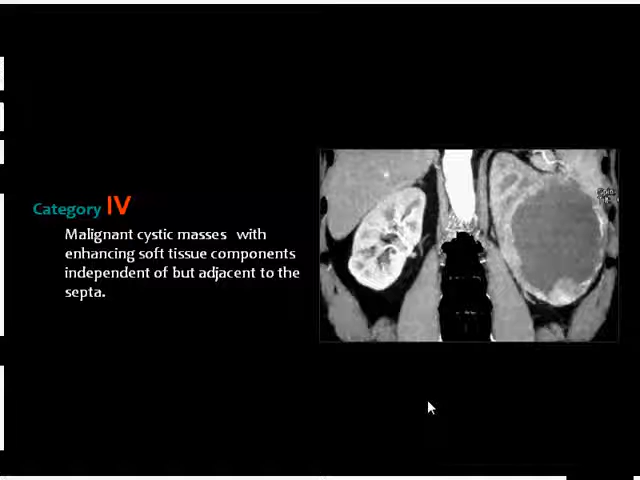 Category IV
Malignant cystic masses with
enhancing soft tissue components
independent of but adjacent to the
septa.